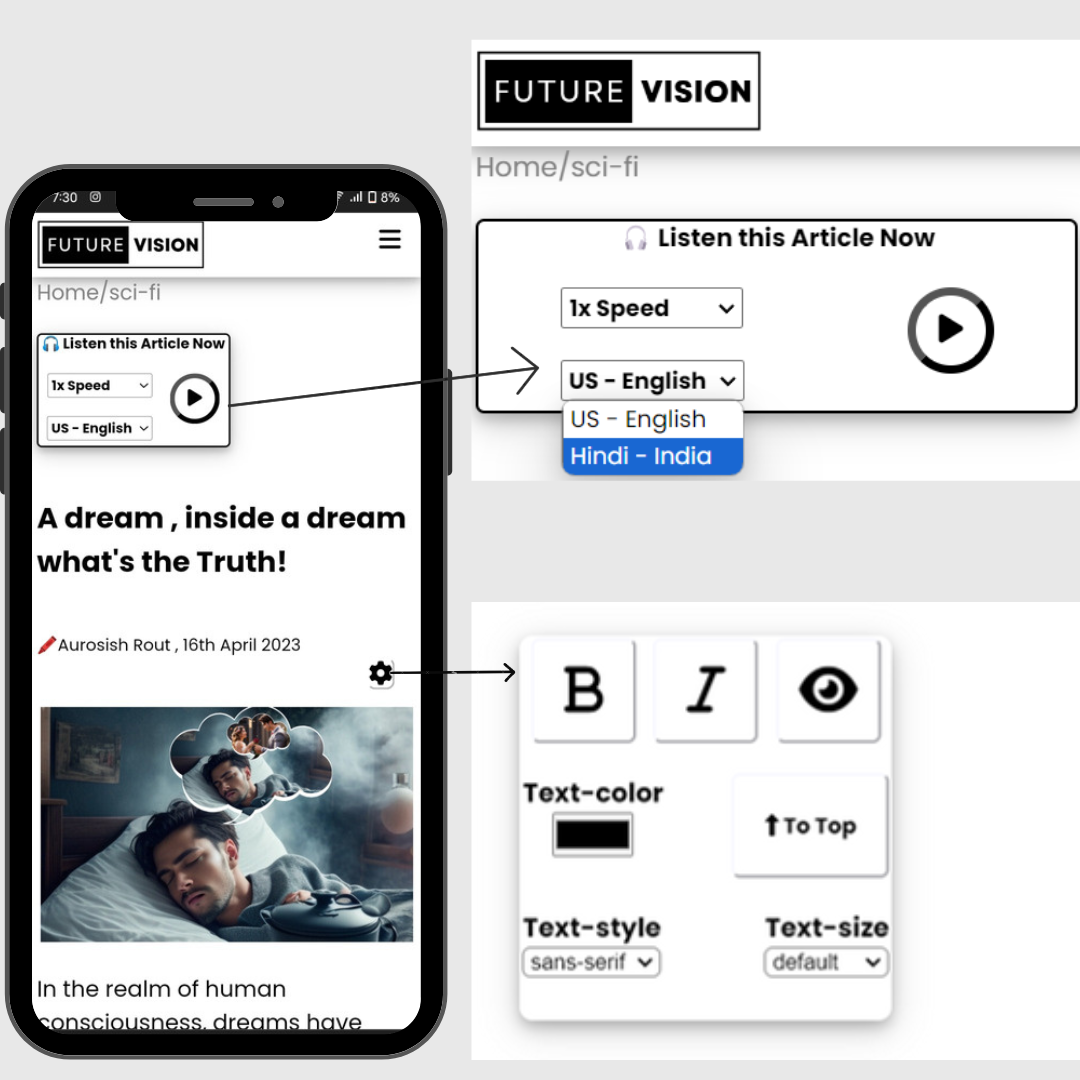 7:30 8%
FUTURE VISION
Home/sci-fi
🎧 Listen this Article Now
1x Speed
US - English
A dream , inside a dream
what's the Truth!
Aurosish Rout , 16th April 2023
In the realm of human
consciousness, dreams have
FUTURE VISION
Home/sci-fi
🎧 Listen this Article Now
1x Speed
US - English
US - English
Hindi - India
B I
Text-color
↑ To Top
Text-style Text-size
sans-serif default